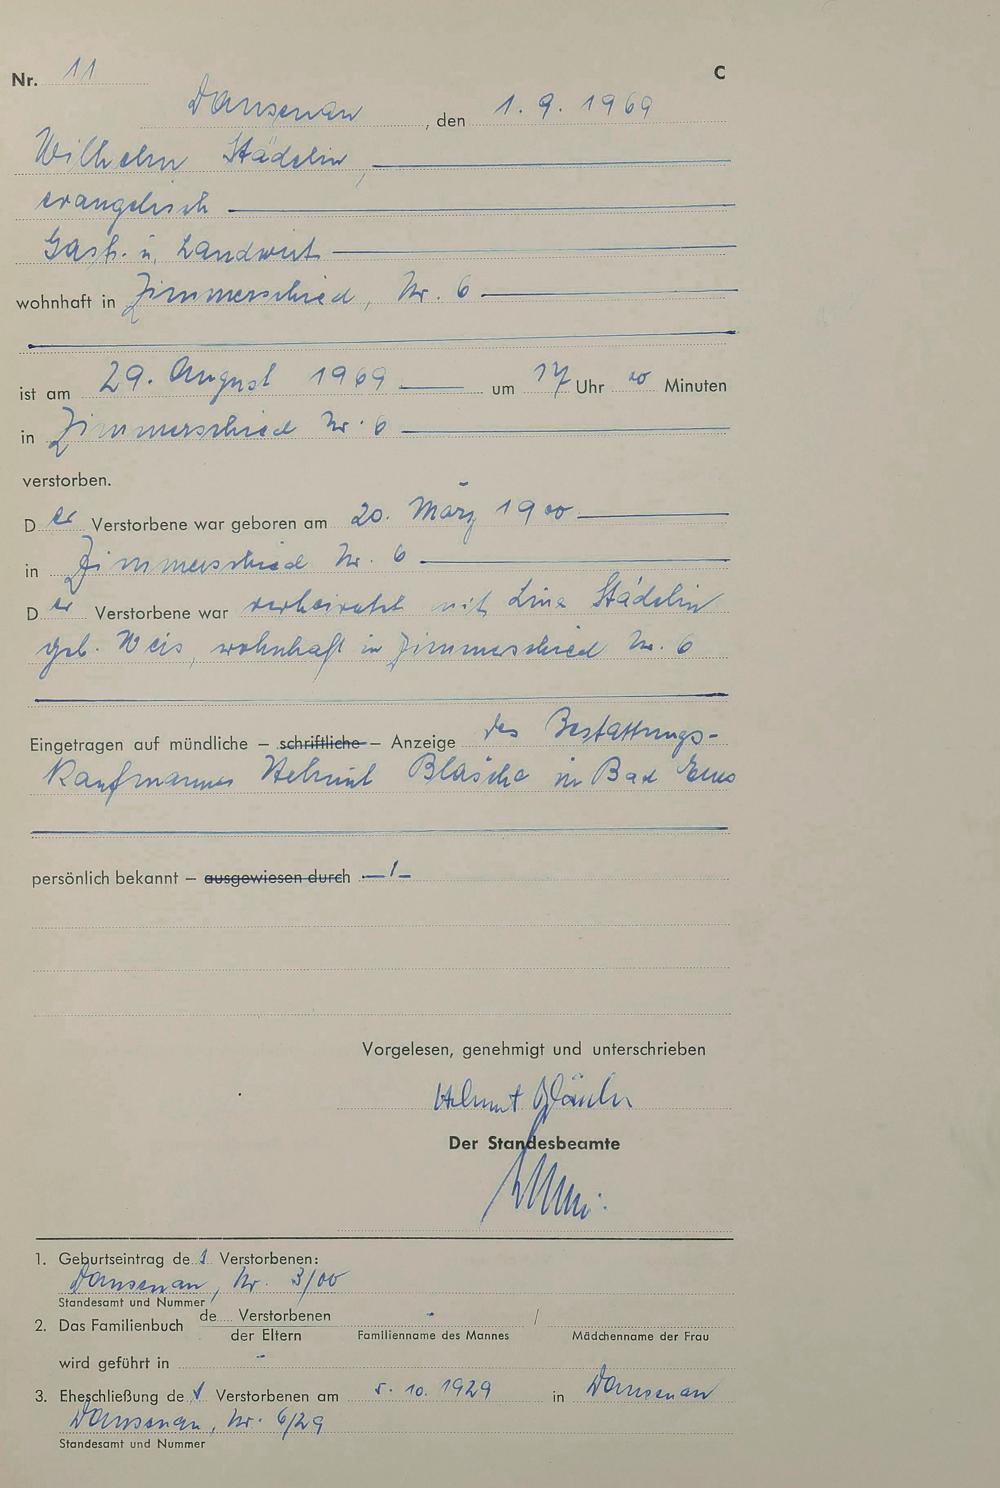 Nr. 11 C
Dausenau, den 1. 9. 1969
Wilhelm Städelin,
evangelisch
Gast- u. Landwirt
wohnhaft in Zimmerschied, Nr. 6
ist am 29. August 1969 um 17 Uhr 00 Minuten
in Zimmerschied Nr. 6
verstorben.
Der Verstorbene war geboren am 20. März 1900
in Zimmerschied Nr. 6
Der Verstorbene war verheiratet mit Lina Städelin
geb. Weis, wohnhaft in Zimmerschied Nr. 6
Eingetragen auf mündliche – schriftliche – Anzeige des Bestattungs-
Kaufmannes Helmut Bläsche in Bad Ems
persönlich bekannt – ausgewiesen durch –/–
Vorgelesen, genehmigt und unterschrieben
Helmut
Der Standesbeamte
1. Geburtseintrag des Verstorbenen:
Dausenau, Nr. 3/00
Standesamt und Nummer
2. Das Familienbuch de Verstorbenen - /
der Eltern Familienname des Mannes Mädchenname der Frau
wird geführt in -
3. Eheschließung des Verstorbenen am 5. 10. 1929 in Dausenau
Dausenau, Nr. 6/29
Standesamt und Nummer